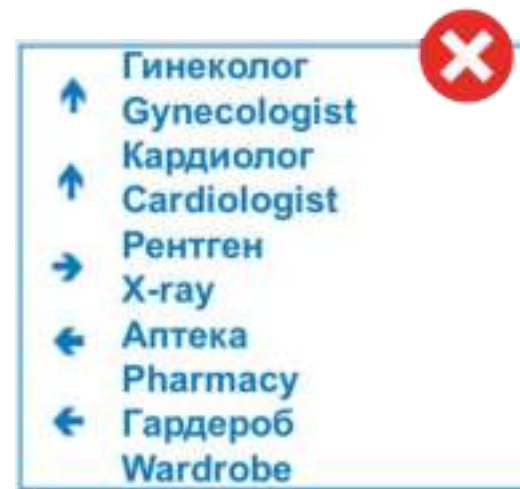 Гинеколог
Gynecologist
Кардиолог
Cardiologist
Рентген
X-ray
Аптека
Pharmacy
Гардероб
Wardrobe